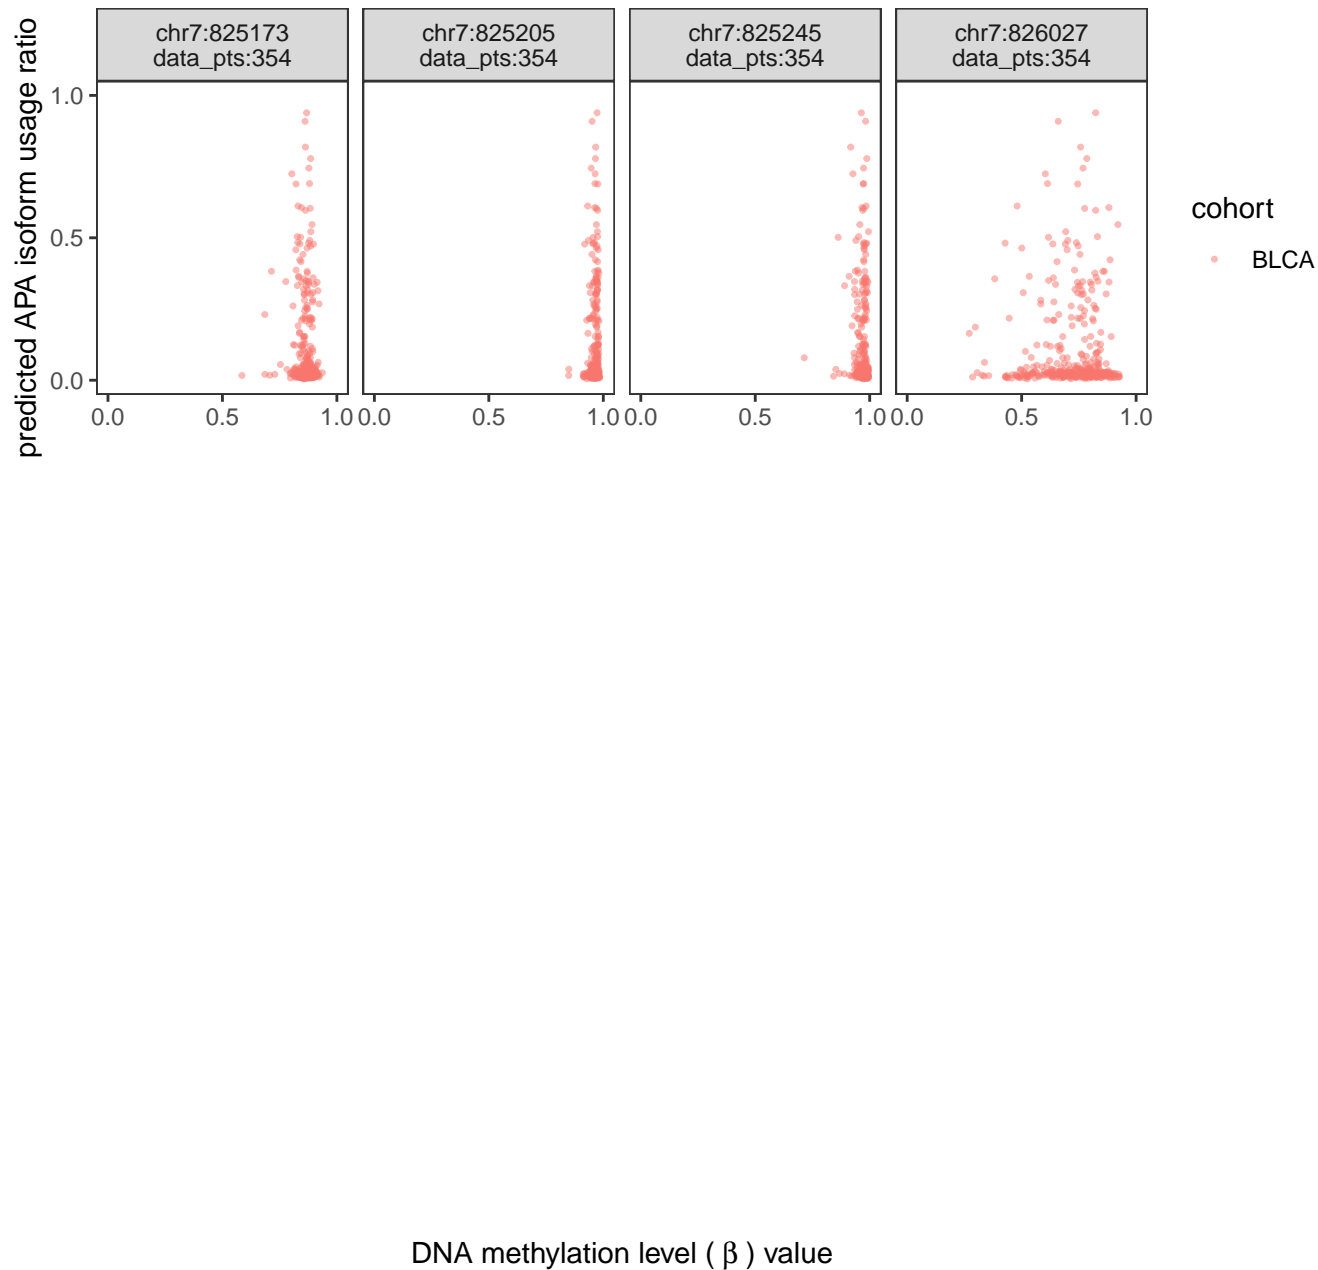 predicted APA isoform usage ratio
chr7:825173
data_pts:354
chr7:825205
data_pts:354
chr7:825245
data_pts:354
chr7:826027
data_pts:354
1.0
0.5
0.0
0.0 0.5 1.0
0.0 0.5 1.0
0.0 0.5 1.0
0.0 0.5 1.0
cohort
BLCA
DNA methylation level ( β ) value